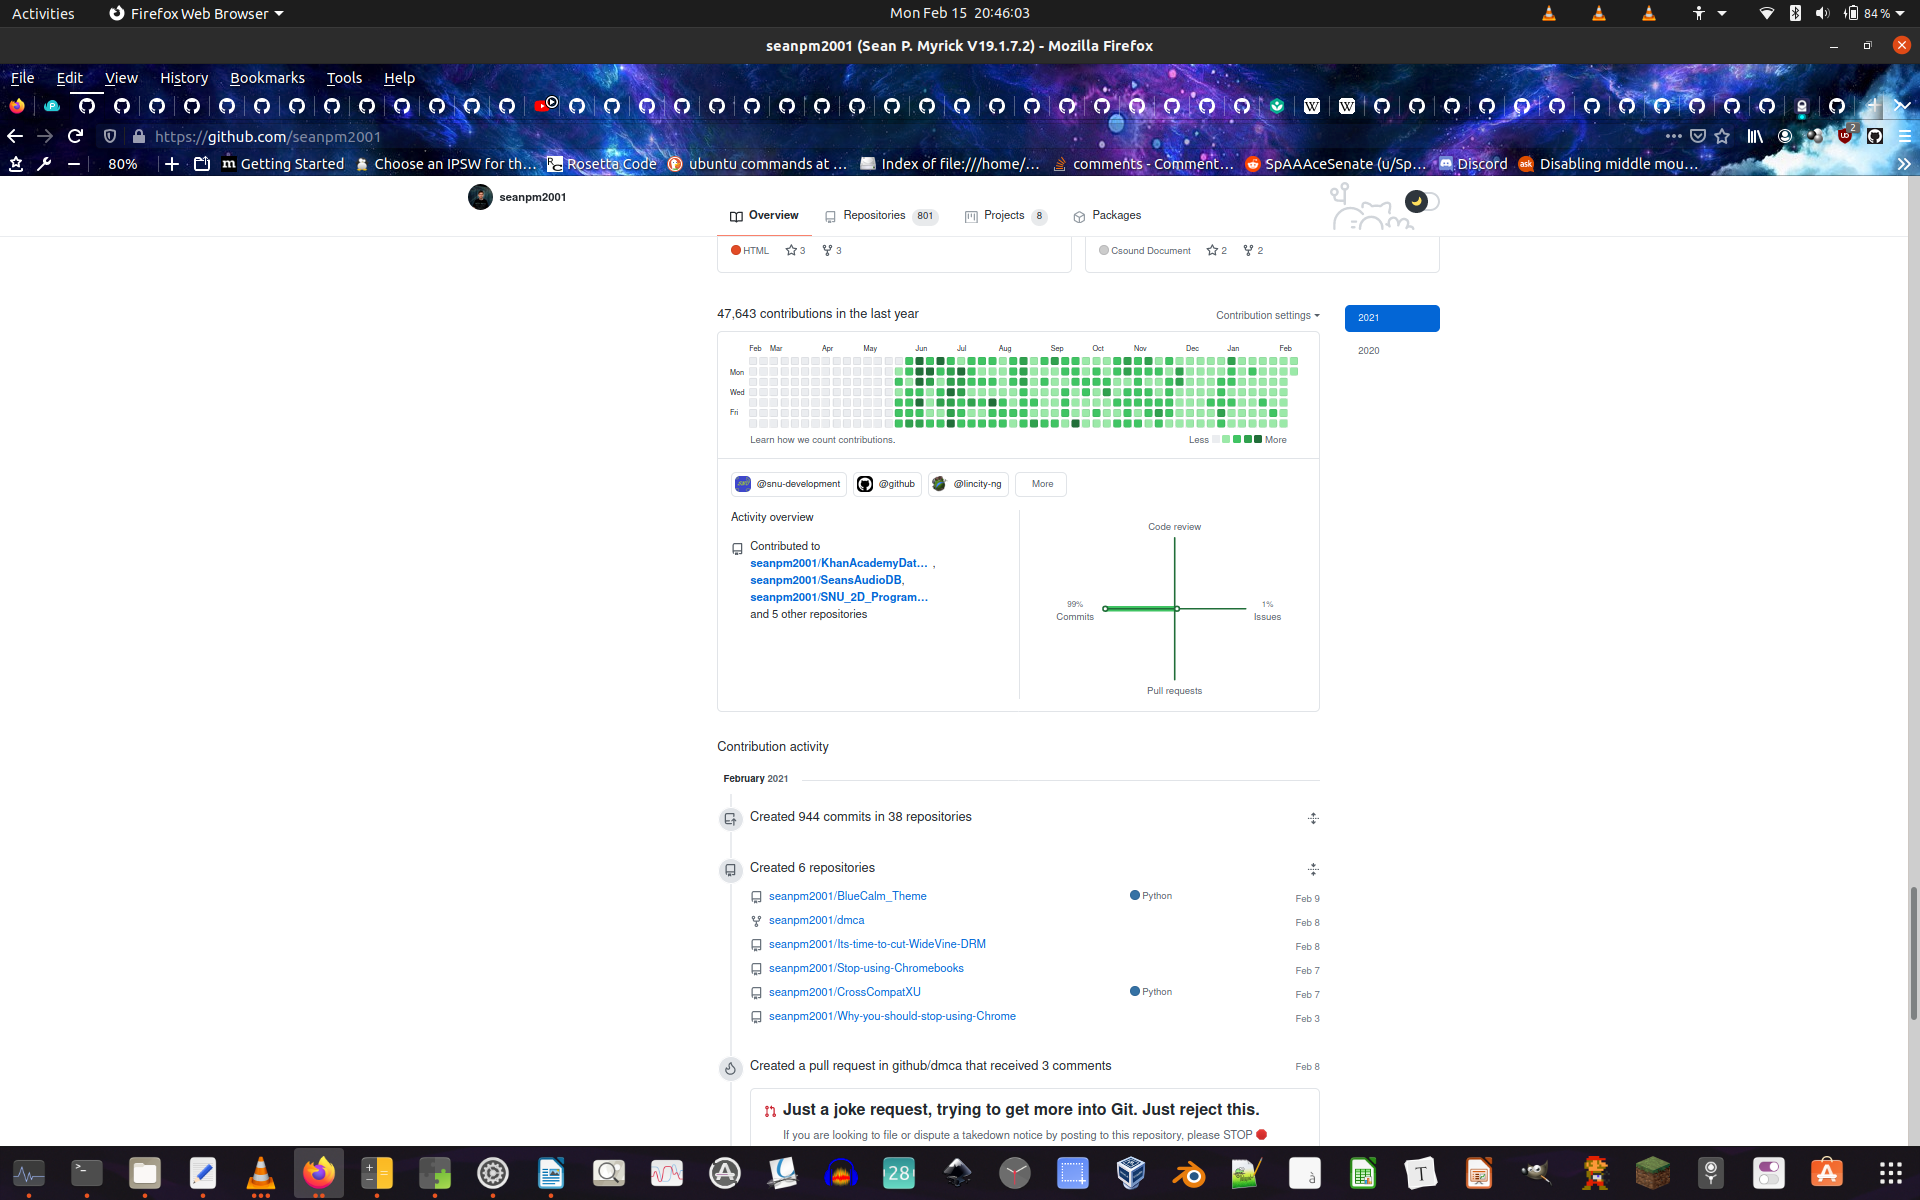 Activities
Firefox Web Browser
Mon Feb 15 20:46:03
84 %
seanpm2001 (Sean P. Myrick V19.1.7.2) - Mozilla Firefox
File Edit View History Bookmarks Tools Help
https://github.com/seanpm2001
2
80%
Getting Started
Choose an IPSW for th…
Rosetta Code
ubuntu commands at …
Index of file:///home/…
comments - Comment…
SpAAAceSenate (u/Sp…
Discord
Disabling middle mou…
seanpm2001
Overview
Repositories 801
Projects 8
Packages
HTML 3 3
Csound Document 2 2
47,643 contributions in the last year
Contribution settings
2021
2020
Feb Mar Apr May Jun Jul Aug Sep Oct Nov Dec Jan Feb
Mon
Wed
Fri
Learn how we count contributions.
Less More
@snu-development
@github
@lincity-ng
More
Activity overview
Contributed to
seanpm2001/KhanAcademyDat… ,
seanpm2001/SeansAudioDB,
seanpm2001/SNU_2D_Program…
and 5 other repositories
Code review
99%
Commits
1%
Issues
Pull requests
Contribution activity
February 2021
Created 944 commits in 38 repositories
Created 6 repositories
seanpm2001/BlueCalm_Theme Python Feb 9
seanpm2001/dmca Feb 8
seanpm2001/Its-time-to-cut-WideVine-DRM Feb 8
seanpm2001/Stop-using-Chromebooks Feb 7
seanpm2001/CrossCompatXU Python Feb 7
seanpm2001/Why-you-should-stop-using-Chrome Feb 3
Created a pull request in github/dmca that received 3 comments Feb 8
Just a joke request, trying to get more into Git. Just reject this.
If you are looking to file or dispute a takedown notice by posting to this repository, please STOP
28